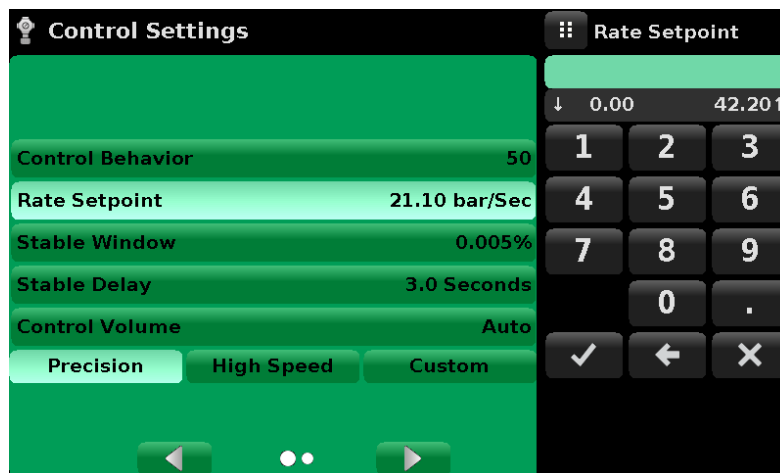 Control Settings
Rate Setpoint
↓ 0.00 42.201
Control Behavior 50
Rate Setpoint 21.10 bar/Sec
Stable Window 0.005%
Stable Delay 3.0 Seconds
Control Volume Auto
Precision High Speed Custom
1 2 3
4 5 6
7 8 9
0 .